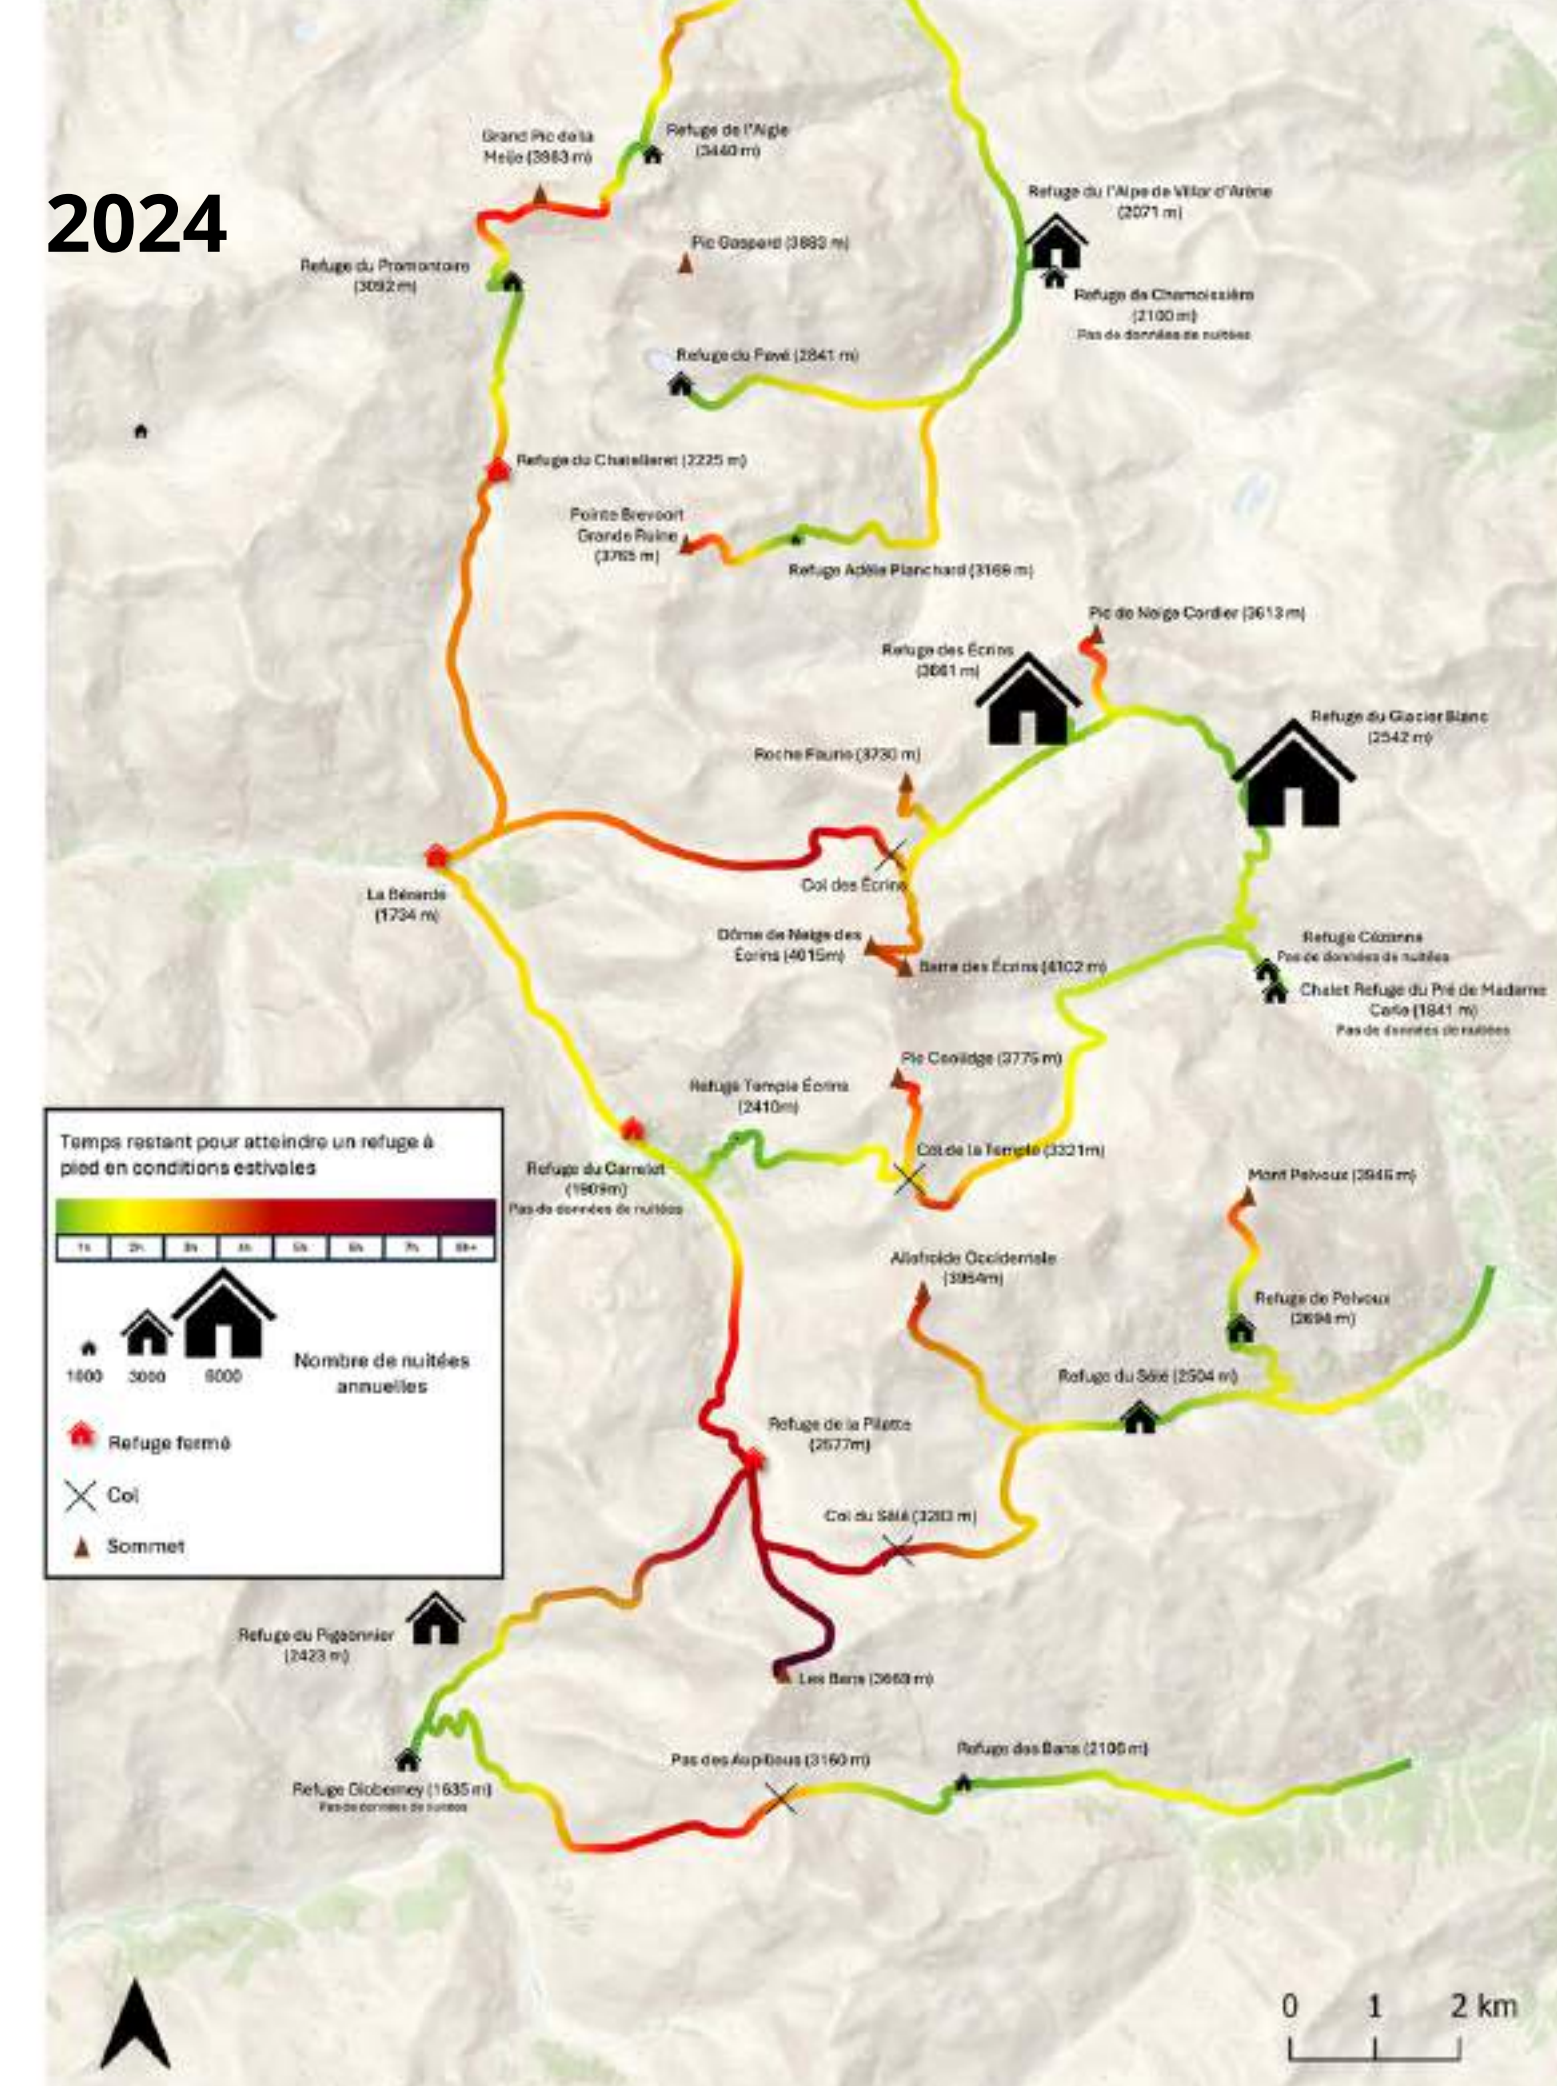 Grand Pic de la
Meije (3983 m)
Refuge de l'Aigle
(3440 m)
2024
Refuge du l'Alpe de Villar d'Arène
(2071 m)
Pic Gaspard (3883 m)
Refuge du Promontoire
(3092 m)
Refuge de Chamoissière
(2100 m)
Pas de données de nuitées
Refuge du Pavé (2841 m)
Refuge du Chatelleret (2225 m)
Pointe Brevoort
Grande Ruine
(3765 m)
Refuge Adèle Planchard (3169 m)
Pic de Neige Cordier (3613 m)
Refuge des Écrins
Refuge du Glacier Blanc
(2542 m)
Roche Faurio (3730 m)
Col des Écrins
La Bérarde
(1734 m)
Dôme de Neige des
Écrins (4015m)
Barre des Écrins (4102 m)
Refuge Cézanne
Pas de données de nuitées
Chalet Refuge du Pré de Madame
Carle (1841 m)
Pas de données de nuitées
Pic Coolidge (3775 m)
Refuge Temple Écrins
(2410m)
Temps restant pour atteindre un refuge à
pied en conditions estivales
1h 2h 3h 4h 5h 6h 7h 8h+
Col de la Temple (3321m)
Refuge du Carrelet
(1909m)
Pas de données de nuitées
Mont Pelvoux (3946 m)
Ailefroide Occidentale
(3954m)
Refuge de Pelvoux
(2694 m)
1000 3000 6000
Nombre de nuitées
annuelles
Refuge du Sélé (2504 m)
Refuge fermé
Refuge de la Pilatte
(2577m)
Col
Col du Sélé (3283 m)
Sommet
Refuge du Pigeonnier
(2423 m)
Les Bans (3669 m)
Pas des Aupillous (3160 m)
Refuge des Bans (2106 m)
Refuge Gioberney (1635 m)
Pas de données de nuitées
0 1 2 km